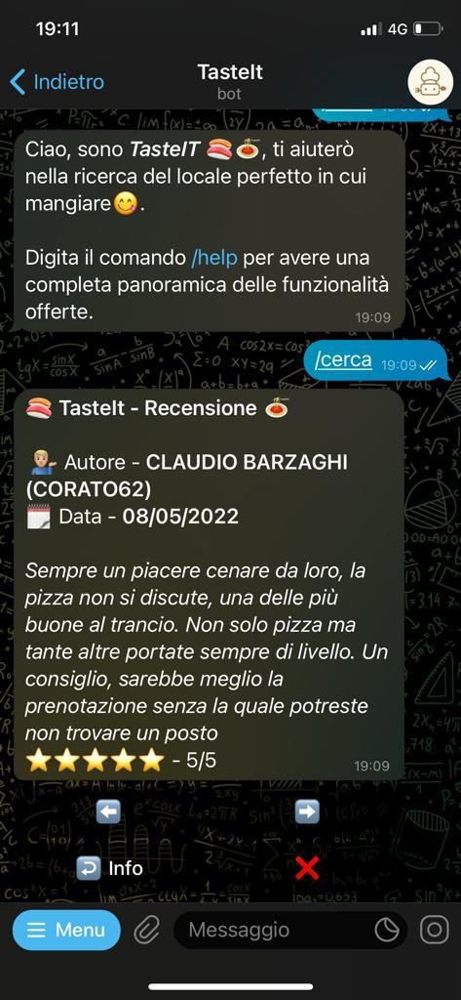 19:11
4G
Indietro
TasteIt
bot
Ciao, sono TasteIT 🍣🍝, ti aiuterò
nella ricerca del locale perfetto in cui
mangiare😋.
Digita il comando /help per avere una
completa panoramica delle funzionalità
offerte.
19:09
/cerca 19:09
🍣 TasteIt - Recensione 🍝
💁🏼‍♂️ Autore - CLAUDIO BARZAGHI
(CORATO62)
🗓 Data - 08/05/2022
Sempre un piacere cenare da loro, la
pizza non si discute, una delle più
buone al trancio. Non solo pizza ma
tante altre portate sempre di livello. Un
consiglio, sarebbe meglio la
prenotazione senza la quale potreste
non trovare un posto
⭐⭐⭐⭐⭐ - 5/5
19:09
⬅️ ➡️
↩️ Info ❌
Menu
Messaggio